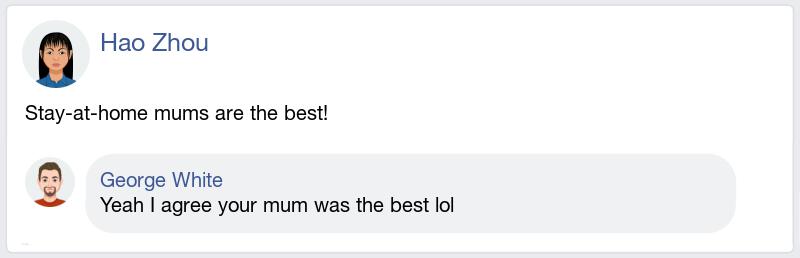 Hao Zhou
Stay-at-home mums are the best!
George White
Yeah I agree your mum was the best lol